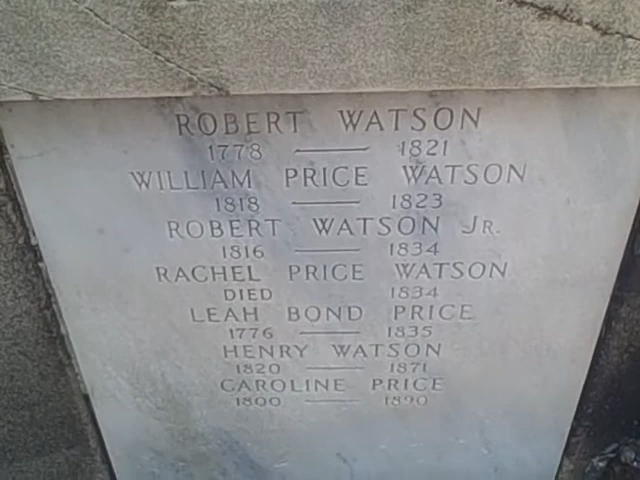 ROBERT WATSON
1778 — 1821
WILLIAM PRICE WATSON
1818 — 1823
ROBERT WATSON JR.
1816 — 1834
RACHEL PRICE WATSON
DIED 1834
LEAH BOND PRICE
1776 — 1835
HENRY WATSON
1820 — 1871
CAROLINE PRICE
1800 — 1890